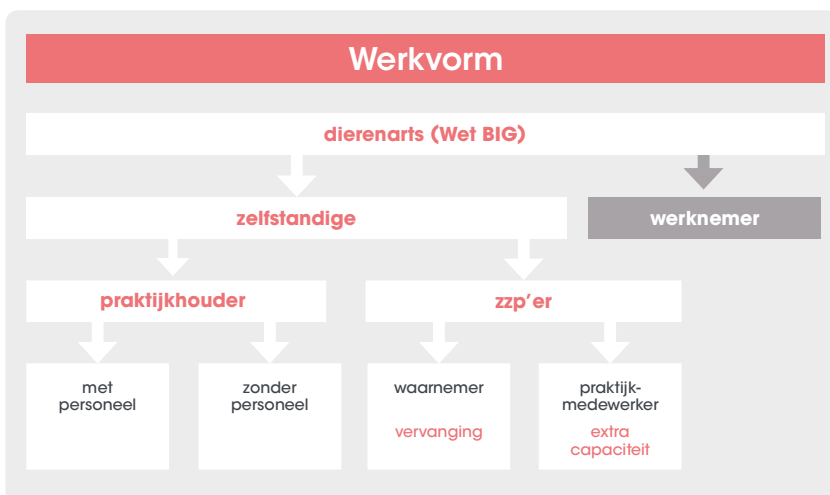 Werkvorm
dierenarts (Wet BIG)
zelfstandige
werknemer
praktijkhouder
zzp’er
met
personeel
zonder
personeel
waarnemer
vervanging
praktijk-
medewerker
extra
capaciteit